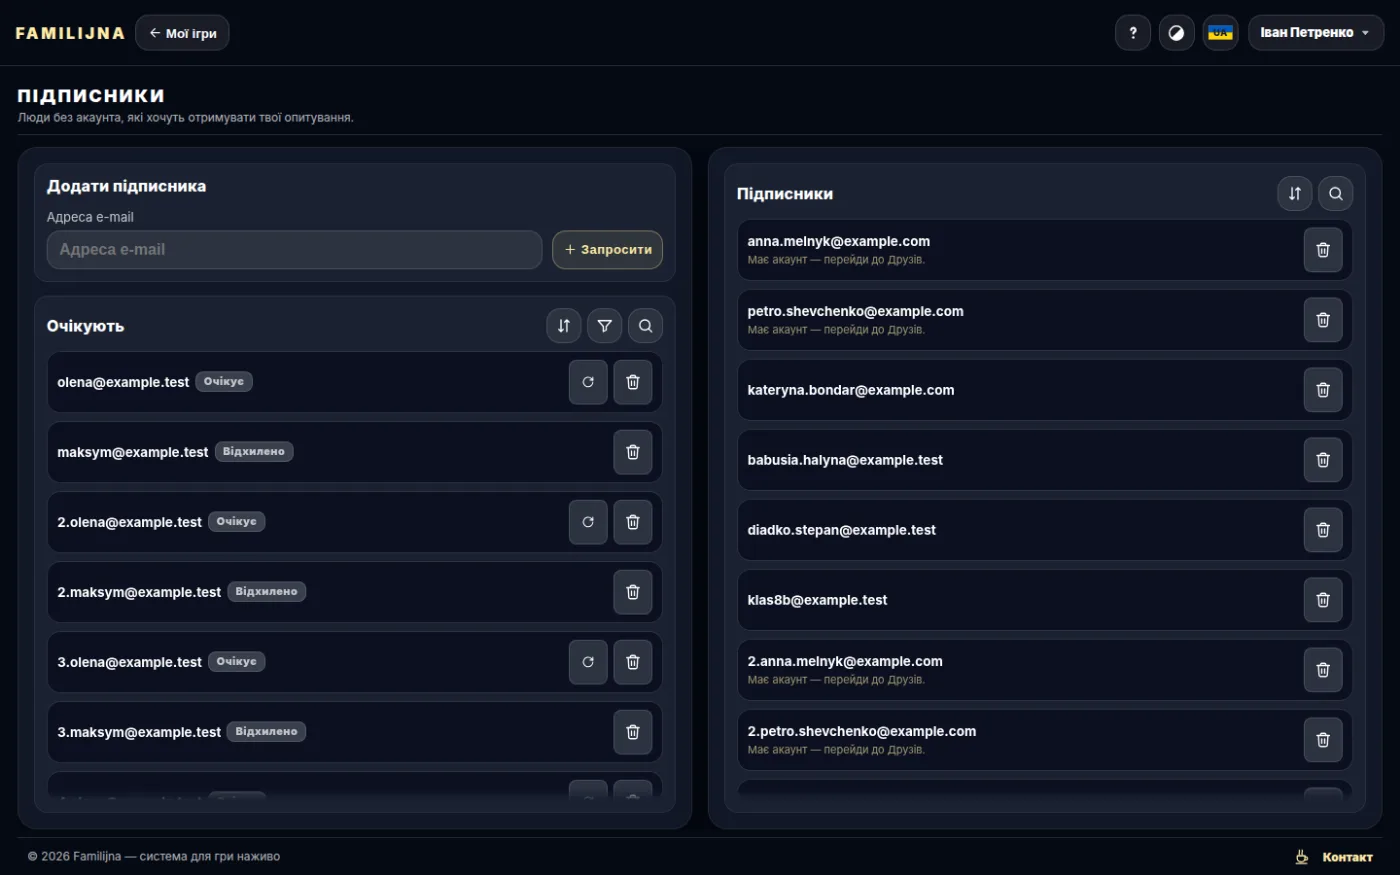 FAMILIJNA
← Мої ігри
?
UA
Іван Петренко
ПІДПИСНИКИ
Люди без акаунта, які хочуть отримувати твої опитування.
Додати підписника
Адреса e-mail
Адреса e-mail
+ Запросити
Очікують
olena@example.test Очікує
maksym@example.test Відхилено
2.olena@example.test Очікує
2.maksym@example.test Відхилено
3.olena@example.test Очікує
3.maksym@example.test Відхилено
Підписники
anna.melnyk@example.com
Має акаунт — перейди до Друзів.
petro.shevchenko@example.com
Має акаунт — перейди до Друзів.
kateryna.bondar@example.com
babusia.halyna@example.test
diadko.stepan@example.test
klas8b@example.test
2.anna.melnyk@example.com
Має акаунт — перейди до Друзів.
2.petro.shevchenko@example.com
Має акаунт — перейди до Друзів.
© 2026 Familijna — система для гри наживо
Контакт